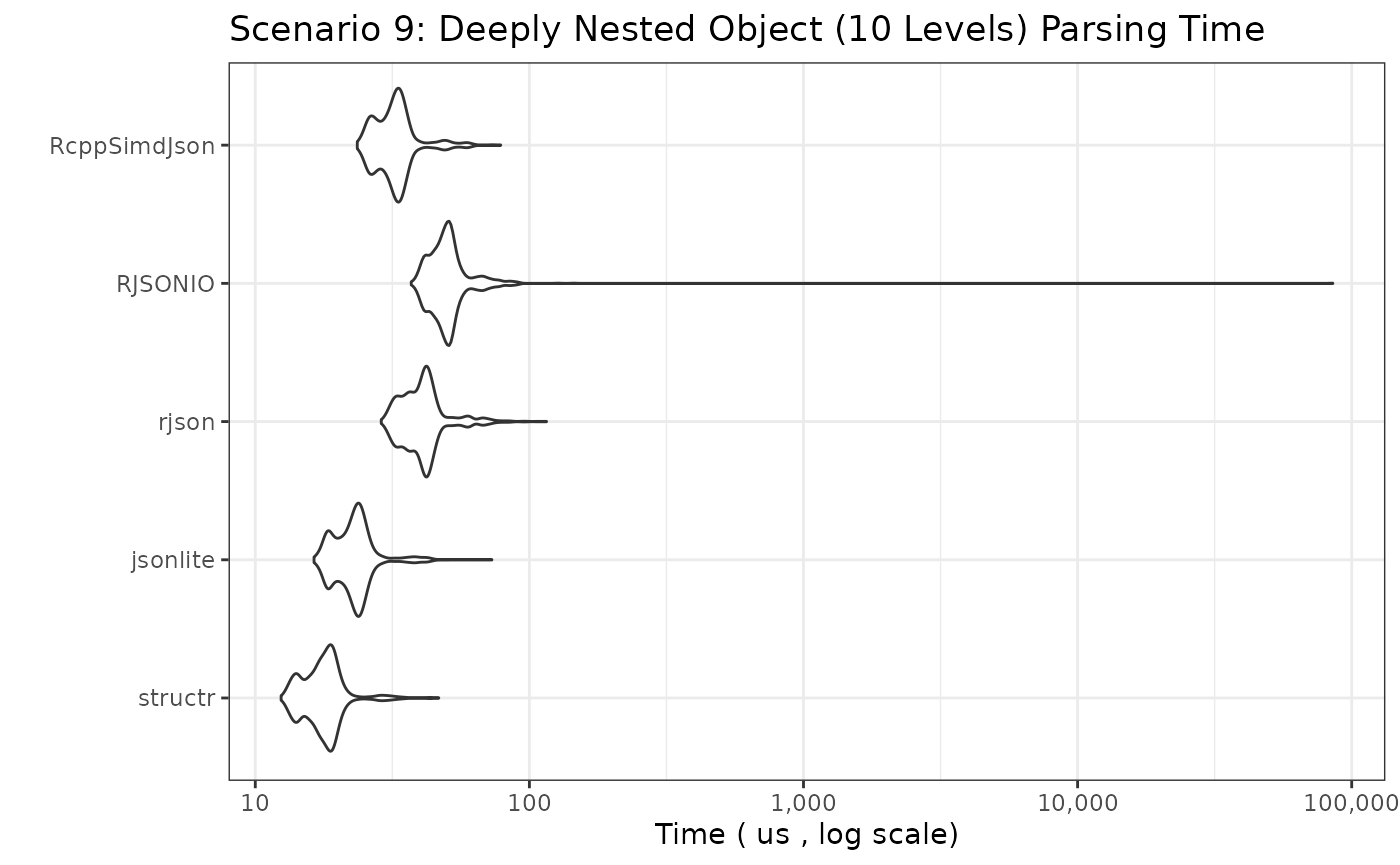 Scenario 9: Deeply Nested Object (10 Levels) Parsing Time
RcppSimdJson
RJSONIO
rjson
jsonlite
structr
10 100 1,000 10,000 100,000
Time ( us , log scale)